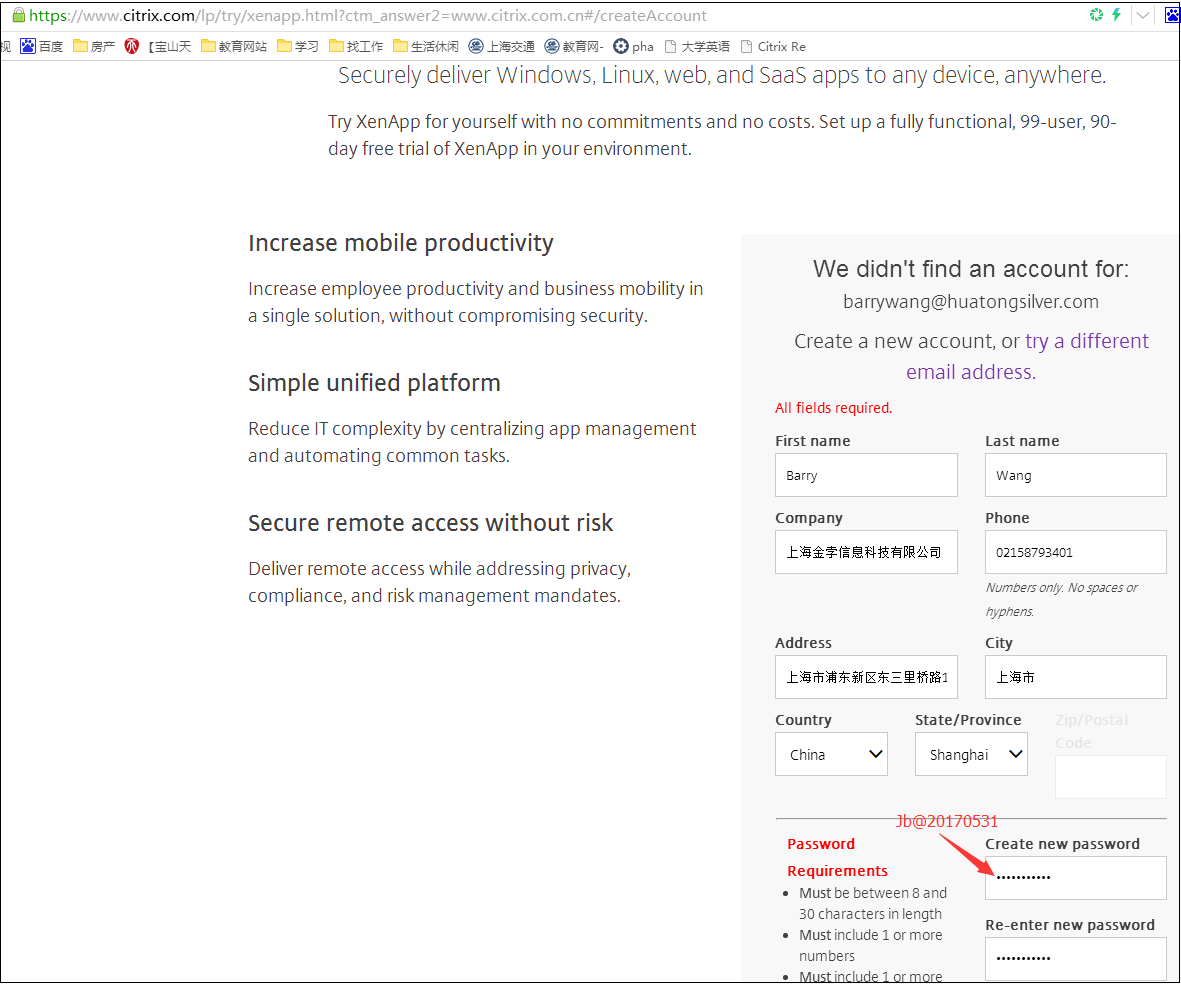 https://www.citrix.com/lp/try/xenapp.html?ctm_answer2=www.citrix.com.cn#/createAccount
视 百度 房产 【宝山天 教育网站 学习 找工作 生活休闲 上海交通 教育网- pha 大学英语 Citrix Re
Securely deliver Windows, Linux, web, and SaaS apps to any device, anywhere.
Try XenApp for yourself with no commitments and no costs. Set up a fully functional, 99-user, 90-
day free trial of XenApp in your environment.
Increase mobile productivity
Increase employee productivity and business mobility in
a single solution, without compromising security.
Simple unified platform
Reduce IT complexity by centralizing app management
and automating common tasks.
Secure remote access without risk
Deliver remote access while addressing privacy,
compliance, and risk management mandates.
We didn't find an account for:
barrywang@huatongsilver.com
Create a new account, or try a different
email address.
All fields required.
First name Last name
Barry Wang
Company Phone
上海金孛信息科技有限公司 02158793401
Numbers only. No spaces or
hyphens.
Address City
上海市浦东新区东三里桥路1 上海市
Country State/Province Zip/Postal
Code
China Shanghai
Jb@20170531
Password
Requirements
Must be between 8 and
30 characters in length
Must include 1 or more
numbers
Must include 1 or more
Create new password
•••••••••••
Re-enter new password
•••••••••••